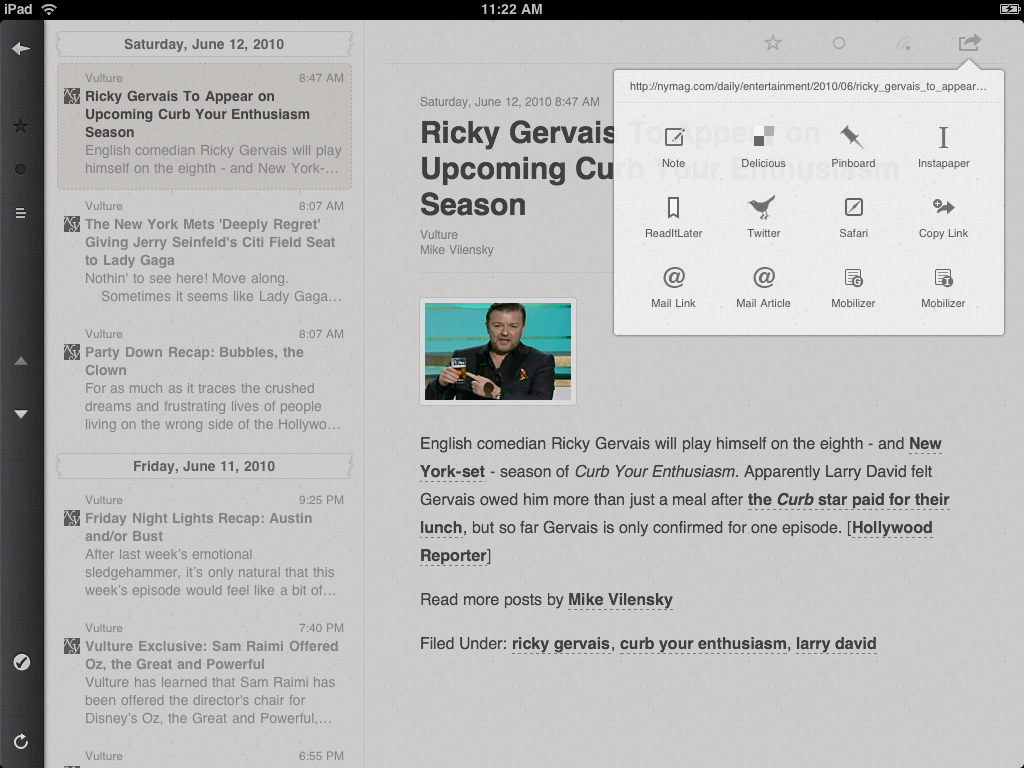 iPad
11:22 AM
Saturday, June 12, 2010
Vulture 8:47 AM
Ricky Gervais To Appear on
Upcoming Curb Your Enthusiasm
Season
English comedian Ricky Gervais will play
himself on the eighth - and New York-…
Vulture 8:07 AM
The New York Mets 'Deeply Regret'
Giving Jerry Seinfeld's Citi Field Seat
to Lady Gaga
Nothin' to see here! Move along.
Sometimes it seems like Lady Gaga…
Vulture 8:07 AM
Party Down Recap: Bubbles, the
Clown
For as much as it traces the crushed
dreams and frustrating lives of people
living on the wrong side of the Hollywo…
Friday, June 11, 2010
Vulture 9:25 PM
Friday Night Lights Recap: Austin
and/or Bust
After last week’s emotional
sledgehammer, it’s only natural that this
week’s episode would feel like a bit of…
Vulture 7:40 PM
Vulture Exclusive: Sam Raimi Offered
Oz, the Great and Powerful
Vulture has learned that Sam Raimi has
been offered the director's chair for
Disney’s Oz, the Great and Powerful,…
Vulture 6:55 PM
Saturday, June 12, 2010 8:47 AM
Ricky Gervais To Appear on
Upcoming Curb Your Enthusiasm
Season
Vulture
Mike Vilensky
http://nymag.com/daily/entertainment/2010/06/ricky_gervais_to_appear…
Note Delicious Pinboard Instapaper
ReadItLater Twitter Safari Copy Link
Mail Link Mail Article Mobilizer Mobilizer
English comedian Ricky Gervais will play himself on the eighth - and New
York-set - season of Curb Your Enthusiasm. Apparently Larry David felt
Gervais owed him more than just a meal after the Curb star paid for their
lunch, but so far Gervais is only confirmed for one episode. [Hollywood
Reporter]
Read more posts by Mike Vilensky
Filed Under: ricky gervais, curb your enthusiasm, larry david